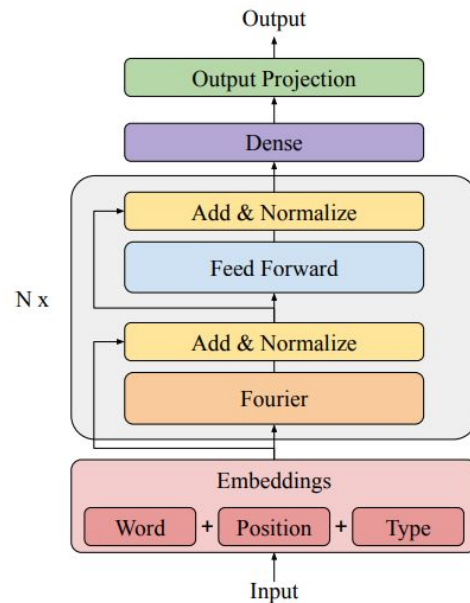 Output
Output Projection
Dense
Add & Normalize
Feed Forward
N x
Add & Normalize
Fourier
Embeddings
Word + Position + Type
Input